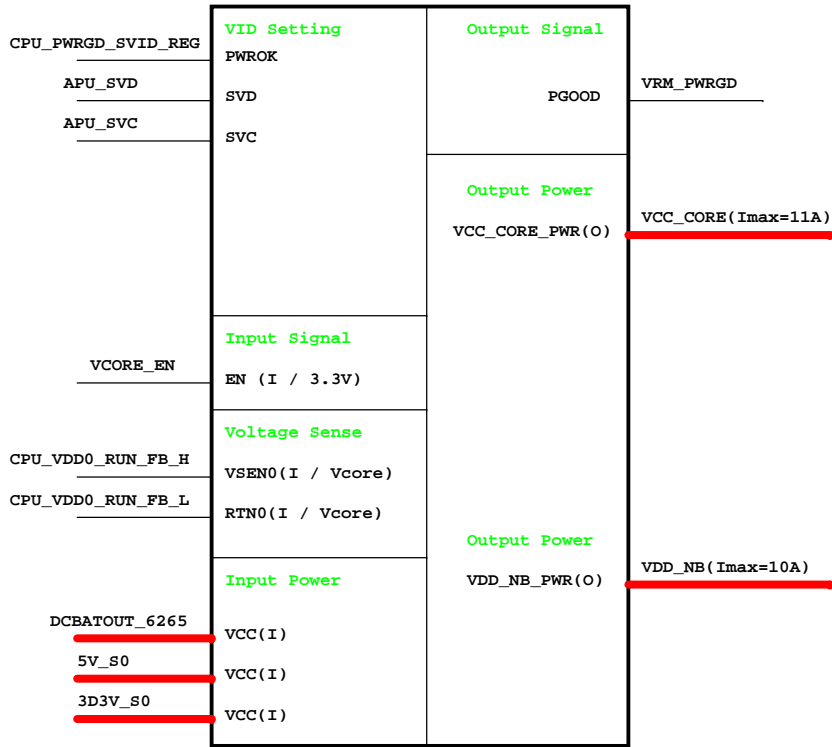 VID Setting
Output Signal
CPU_PWRGD_SVID_REG
PWROK
APU_SVD
SVD
PGOOD
VRM_PWRGD
APU_SVC
SVC
Output Power
VCC_CORE_PWR(O)
VCC_CORE(Imax=11A)
Input Signal
VCORE_EN
EN (I / 3.3V)
Voltage Sense
CPU_VDD0_RUN_FB_H
VSEN0(I / Vcore)
CPU_VDD0_RUN_FB_L
RTN0(I / Vcore)
Output Power
Input Power
VDD_NB_PWR(O)
VDD_NB(Imax=10A)
DCBATOUT_6265
VCC(I)
5V_S0
VCC(I)
3D3V_S0
VCC(I)